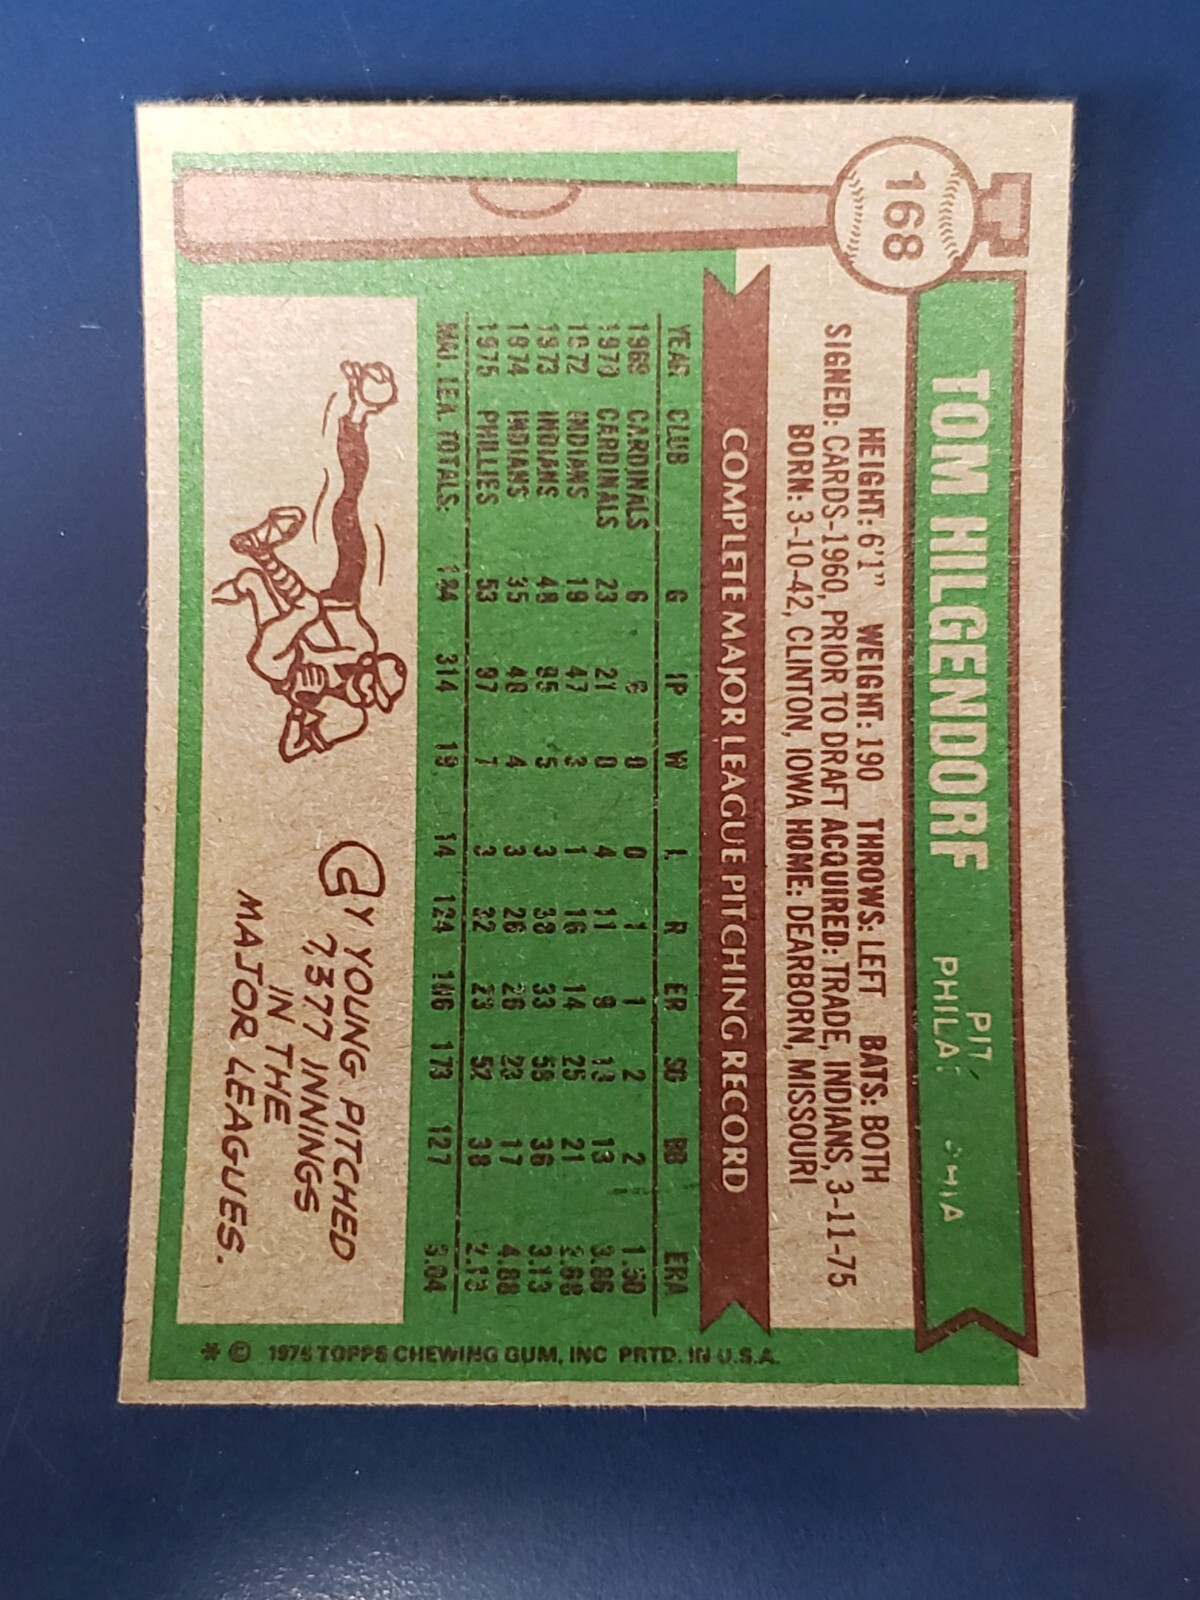 168
TOM HILGENDORF
PIT.
PHILA.
HEIGHT: 6'1" WEIGHT: 190 THROWS: LEFT BATS: BOTH
SIGNED: CARDS-1960, PRIOR TO DRAFT ACQUIRED: TRADE, INDIANS, 3-11-75
BORN: 3-10-42, CLINTON, IOWA HOME: DEARBORN, MISSOURI
COMPLETE MAJOR LEAGUE PITCHING RECORD
YEAR CLUB G IP W L R ER SO BB ERA
1969 CARDINALS 6 6 0 0 1 1 2 2 1.50
1970 CARDINALS 23 21 0 4 11 9 13 13 3.86
1972 INDIANS 19 47 3 1 16 14 25 21 2.68
1973 INDIANS 48 95 5 3 38 33 58 36 3.13
1974 INDIANS 35 48 4 3 26 26 23 17 4.88
1975 PHILLIES 53 97 7 3 22 23 52 38 2.13
MAJ. LEA. TOTALS. 184 314 19 14 124 106 173 127 3.04
CY YOUNG PITCHED
7,377 INNINGS
IN THE
MAJOR LEAGUES.
* © 1976 TOPPS CHEWING GUM, INC PRTD. IN U.S.A.